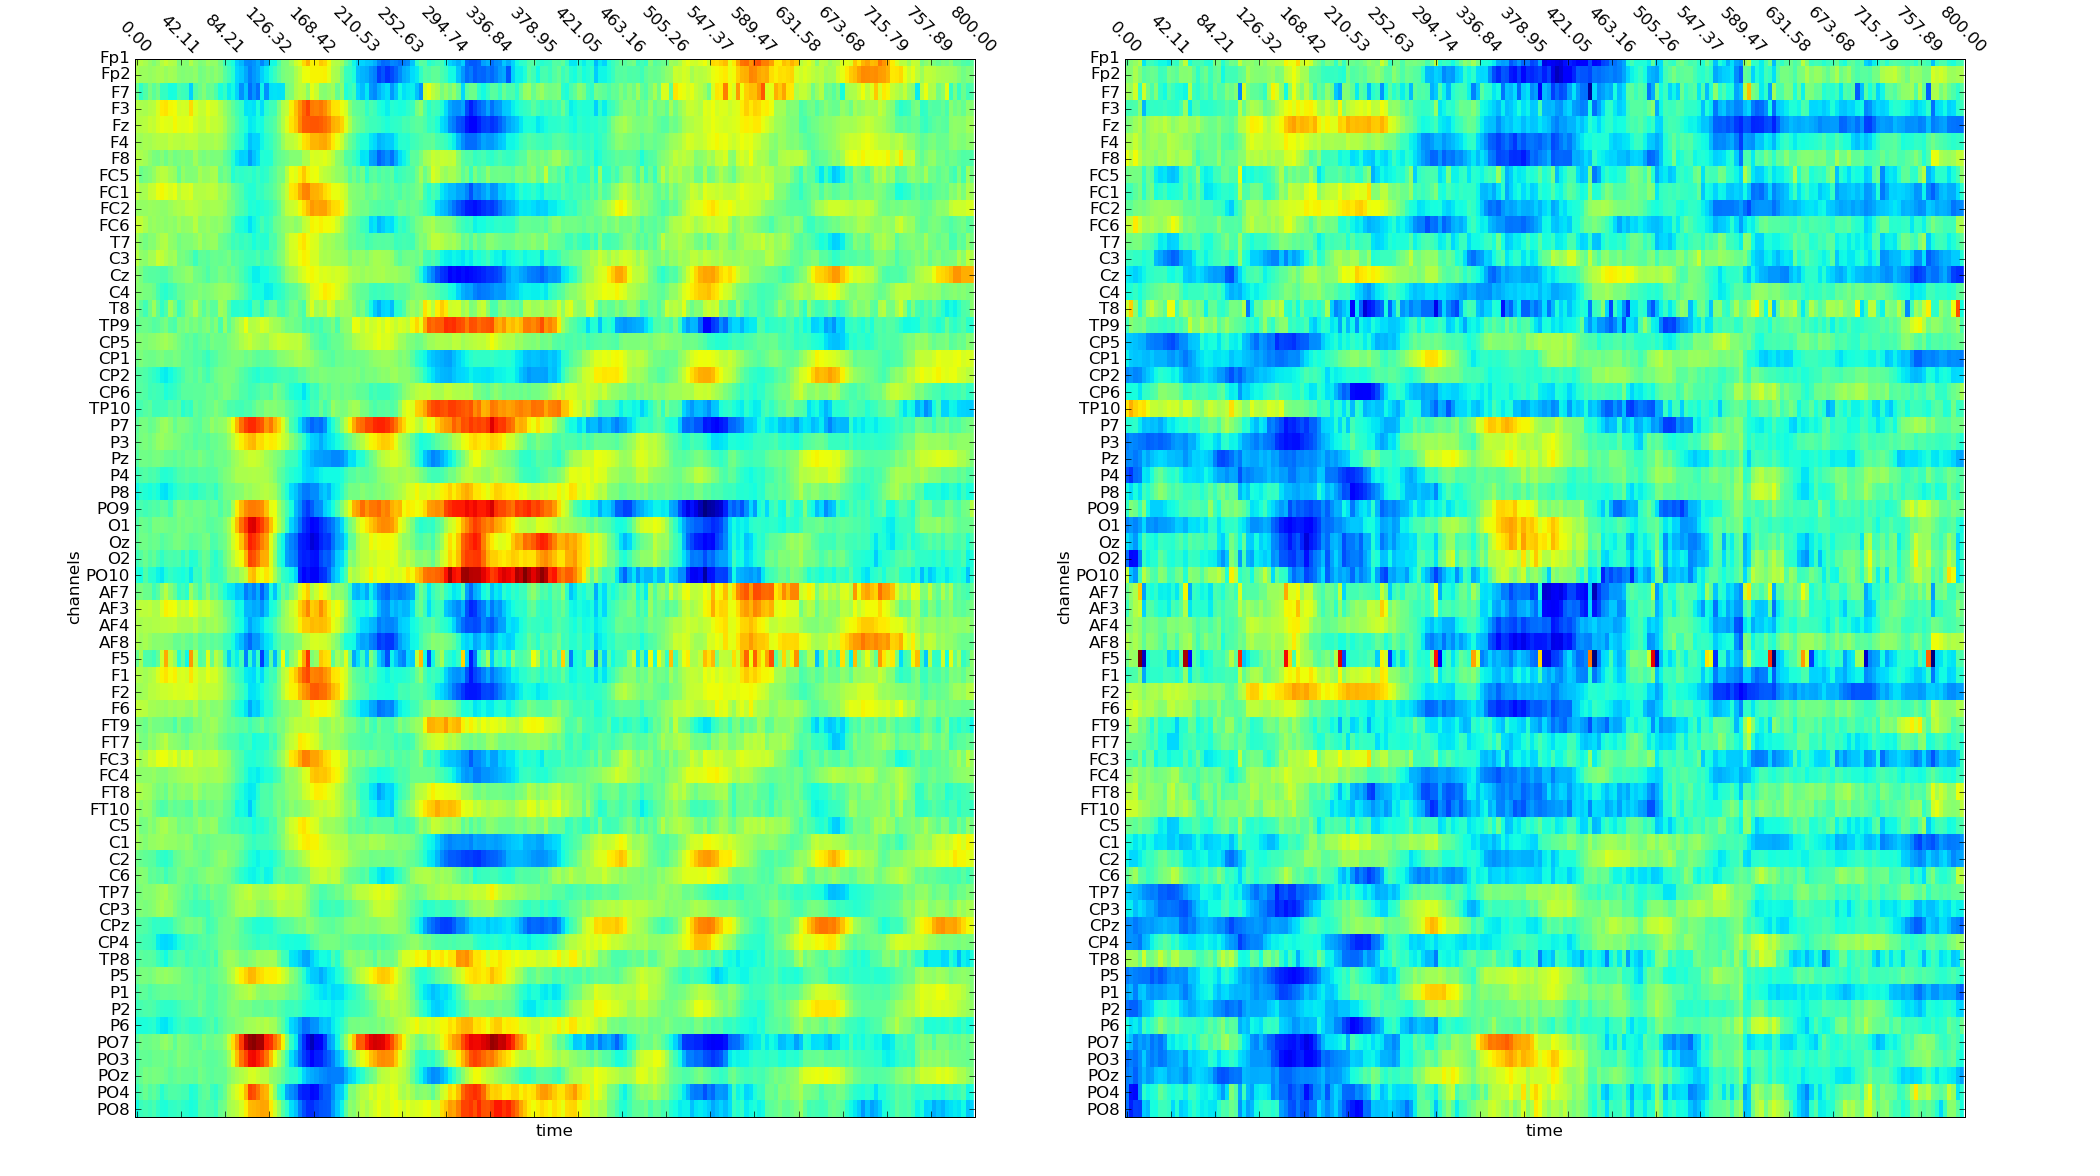 0.00 42.11 84.21 126.32 168.42 210.53 252.63 294.74 336.84 378.95 421.05 463.16 505.26 547.37 589.47 631.58 673.68 715.79 757.89 800.00
Fp1
Fp2
F7
F3
Fz
F4
F8
FC5
FC1
FC2
FC6
T7
C3
Cz
C4
T8
TP9
CP5
CP1
CP2
CP6
TP10
P7
P3
Pz
P4
P8
PO9
O1
Oz
O2
PO10
AF7
AF3
AF4
AF8
F5
F1
F2
F6
FT9
FT7
FC3
FC4
FT8
FT10
C5
C1
C2
C6
TP7
CP3
CPz
CP4
TP8
P5
P1
P2
P6
PO7
PO3
POz
PO4
PO8
channels
time
0.00 42.11 84.21 126.32 168.42 210.53 252.63 294.74 336.84 378.95 421.05 463.16 505.26 547.37 589.47 631.58 673.68 715.79 757.89 800.00
Fp1
Fp2
F7
F3
Fz
F4
F8
FC5
FC1
FC2
FC6
T7
C3
Cz
C4
T8
TP9
CP5
CP1
CP2
CP6
TP10
P7
P3
Pz
P4
P8
PO9
O1
Oz
O2
PO10
AF7
AF3
AF4
AF8
F5
F1
F2
F6
FT9
FT7
FC3
FC4
FT8
FT10
C5
C1
C2
C6
TP7
CP3
CPz
CP4
TP8
P5
P1
P2
P6
PO7
PO3
POz
PO4
PO8
channels
time